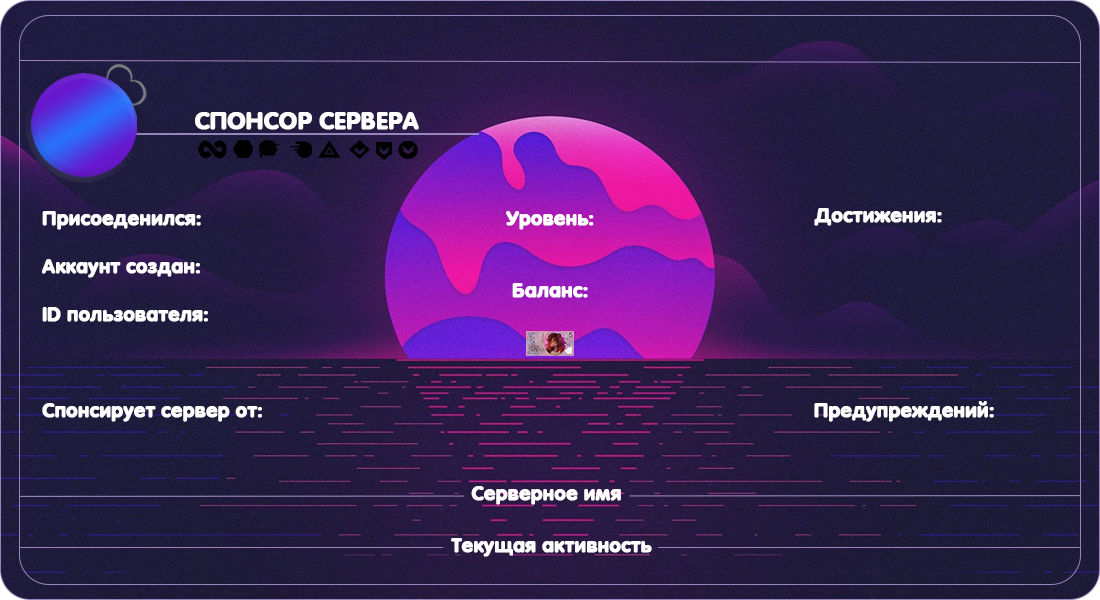 СПОНСОР СЕРВЕРА
Присоеденился:
Уровень:
Достижения:
Аккаунт создан:
Баланс:
ID пользователя:
Спонсирует сервер от:
Предупреждений:
Серверное имя
Текущая активность